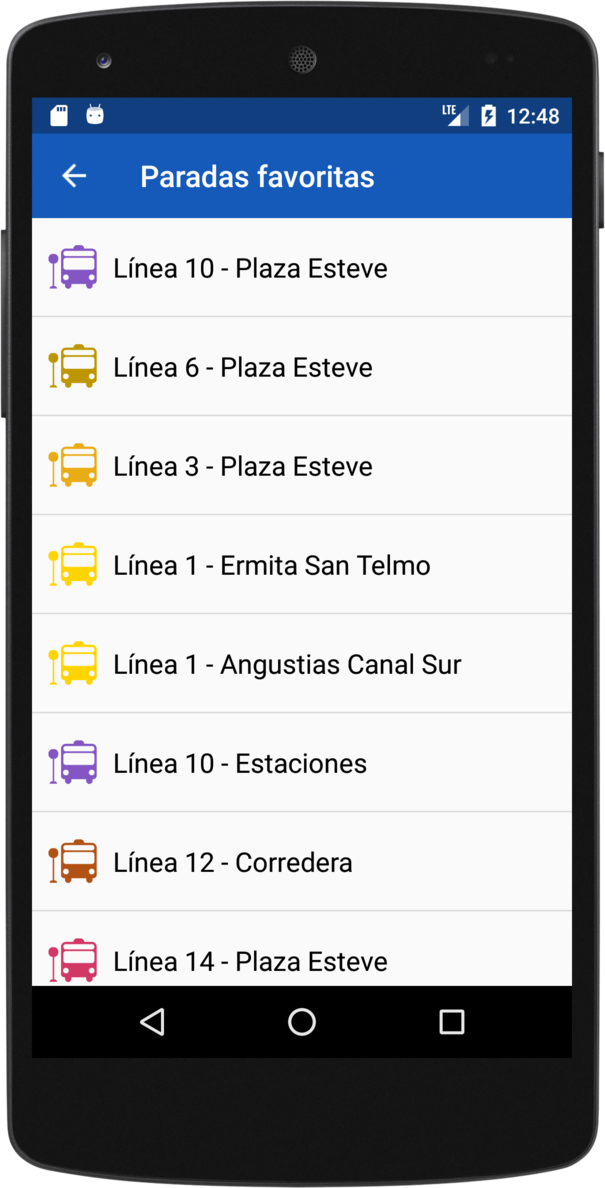 LTE 12:48
Paradas favoritas
Línea 10 - Plaza Esteve
Línea 6 - Plaza Esteve
Línea 3 - Plaza Esteve
Línea 1 - Ermita San Telmo
Línea 1 - Angustias Canal Sur
Línea 10 - Estaciones
Línea 12 - Corredera
Línea 14 - Plaza Esteve